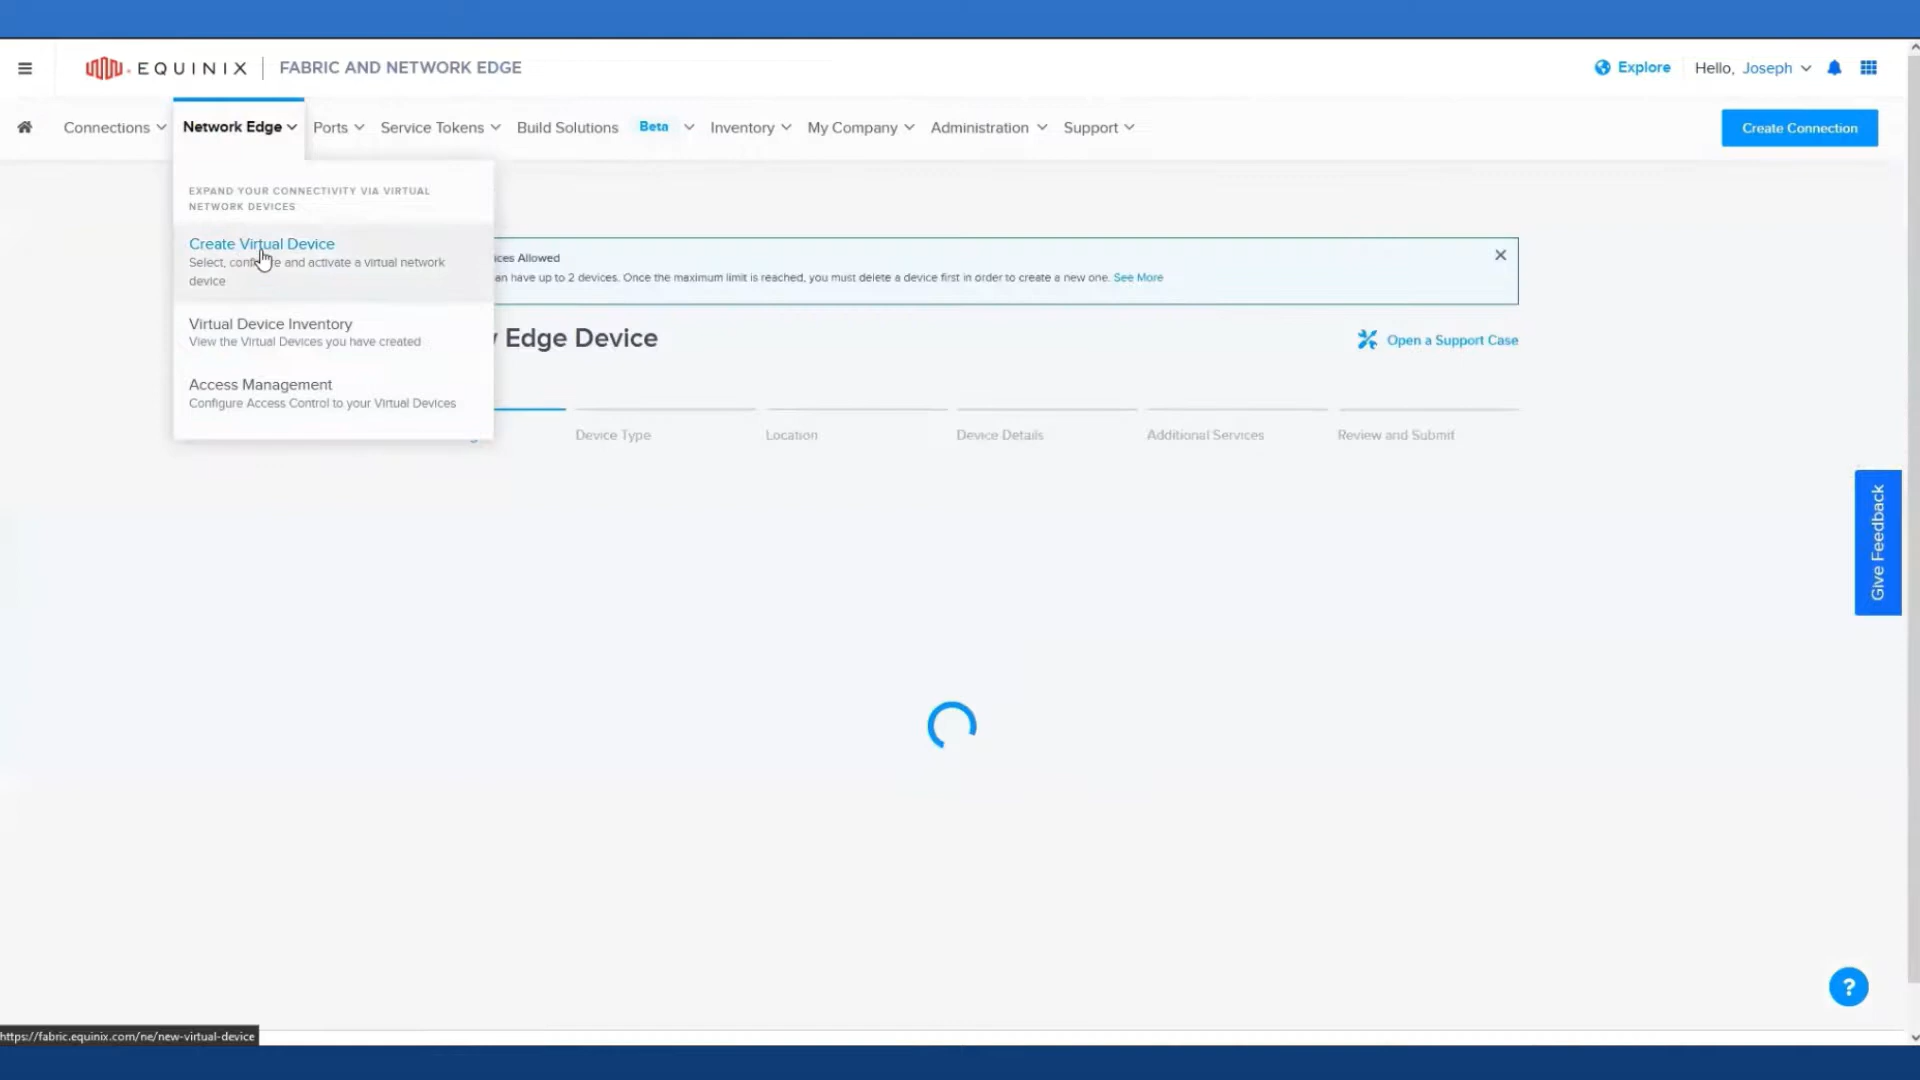 EQUINIX
FABRIC AND NETWORK EDGE
Explore
Hello, Joseph
Connections
Network Edge
Ports
Service Tokens
Build Solutions
Beta
Inventory
My Company
Administration
Support
Create Connection
EXPAND YOUR CONNECTIVITY VIA VIRTUAL
NETWORK DEVICES
Create Virtual Device
Select, and activate a virtual network
device
Virtual Device Inventory
View the Virtual Devices you have created
Access Management
Configure Access Control to your Virtual Devices
Allowed
have up to 2 devices. Once the maximum limit is reached, you must delete a device first in order to create a new one. See More
Edge Device
Open a Support Case
Device Type
Location
Device Details
Additional Services
Review and Submit
Give Feedback
?
https://fabric.equinix.com/ne/new-virtual-device